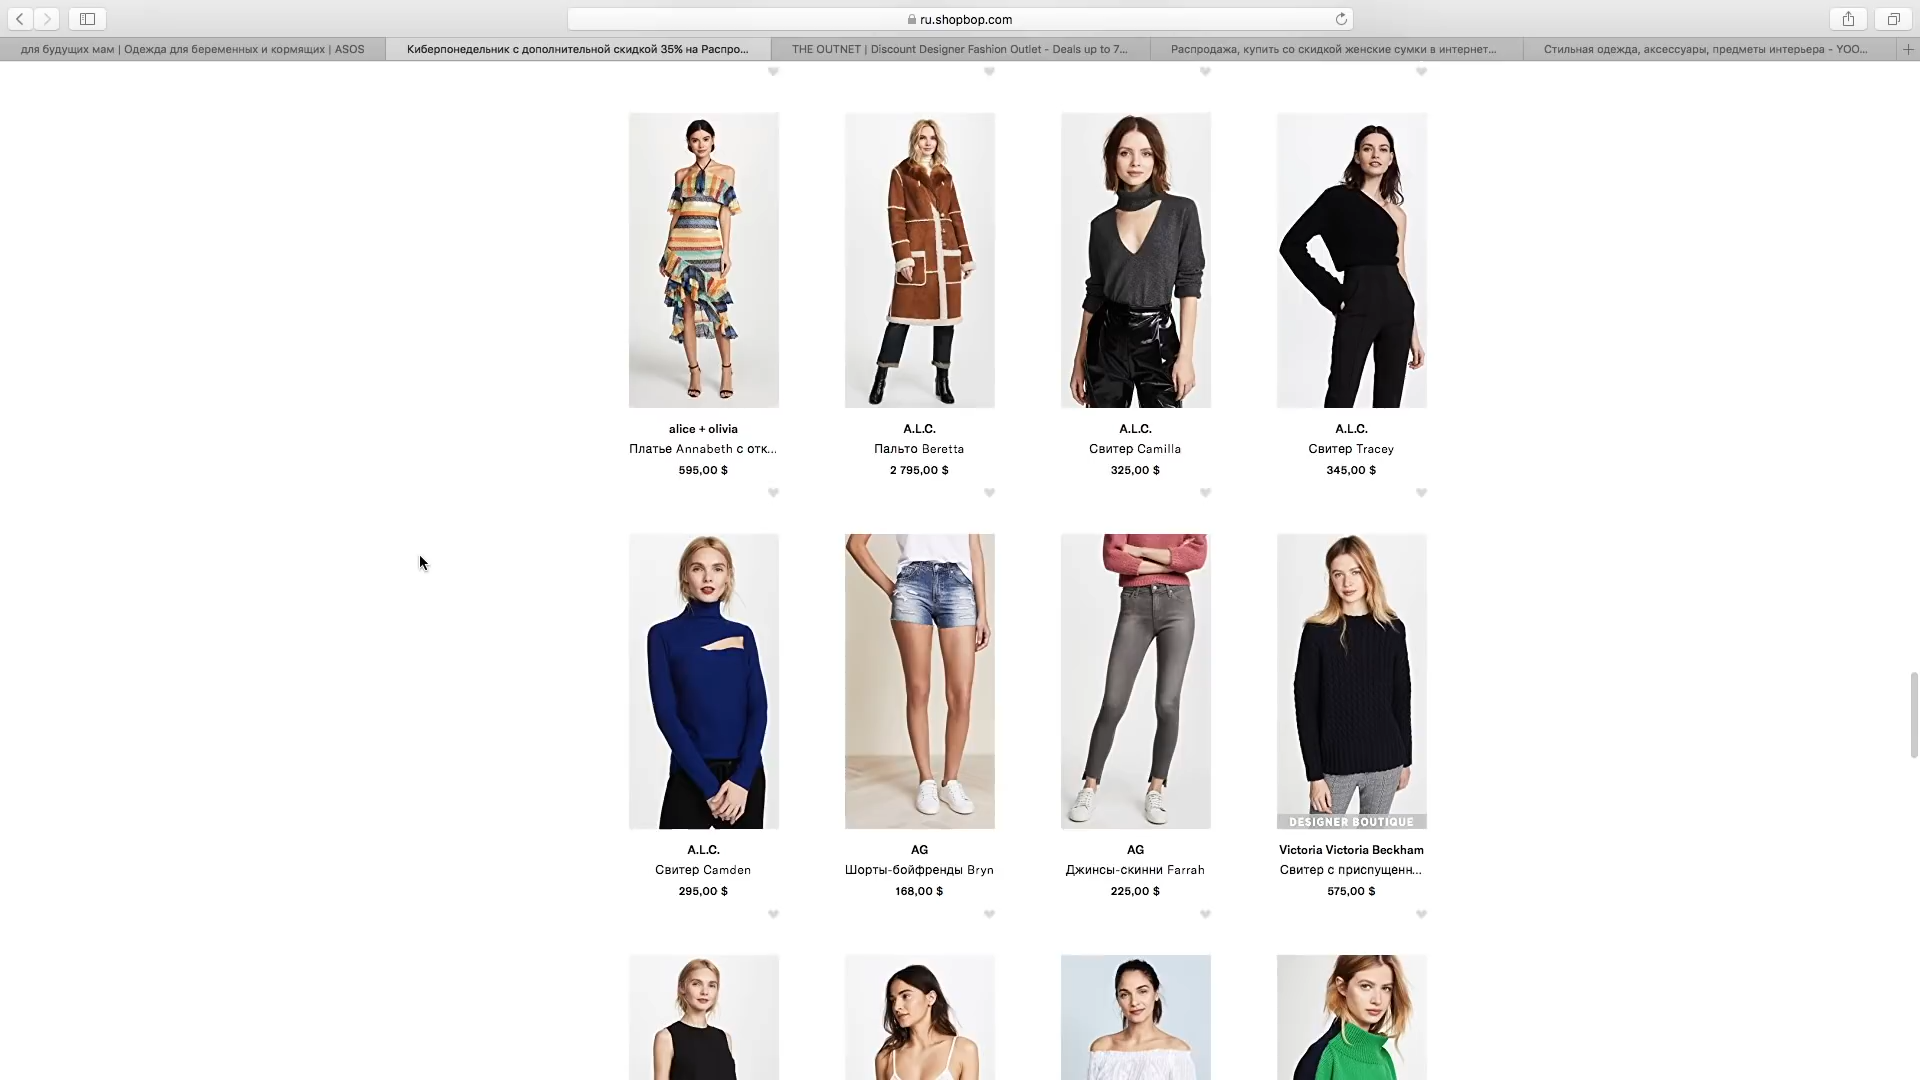 ru.shopbop.com
для будущих мам | Одежда для беременных и кормящих | ASOS
Киберпонедельник с дополнительной скидкой 35% на Распро...
THE OUTNET | Discount Designer Fashion Outlet - Deals up to 7...
Распродажа, купить со скидкой женские сумки в интернет...
Стильная одежда, аксессуары, предметы интерьера - YOO...
alice + olivia
Платье Annabeth с отк...
595,00 $
A.L.C.
Пальто Beretta
2 795,00 $
A.L.C.
Свитер Camilla
325,00 $
A.L.C.
Свитер Tracey
345,00 $
A.L.C.
Свитер Camden
295,00 $
AG
Шорты-бойфренды Bryn
168,00 $
AG
Джинсы-скинни Farrah
225,00 $
DESIGNER BOUTIQUE
Victoria Victoria Beckham
Свитер с приспущенн...
575,00 $